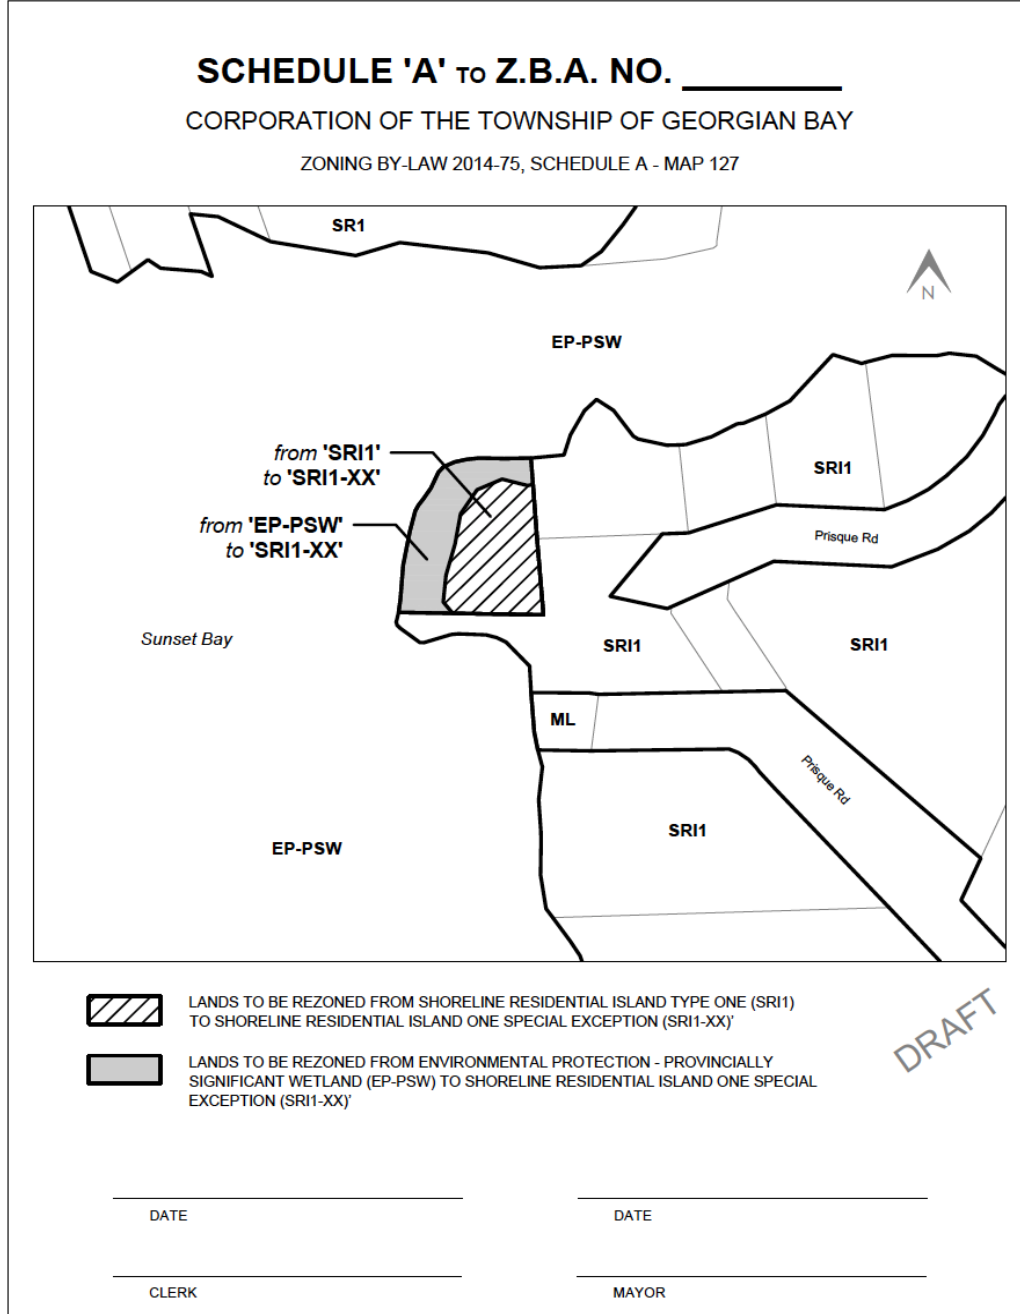 SCHEDULE 'A' TO Z.B.A. NO.
CORPORATION OF THE TOWNSHIP OF GEORGIAN BAY
ZONING BY-LAW 2014-75, SCHEDULE A - MAP 127
SR1
N
EP-PSW
from 'SRI1'
to 'SRI1-XX'
SRI1
from 'EP-PSW'
to 'SRI1-XX'
Prisque Rd
Sunset Bay
SRI1
SRI1
ML
Prisque Rd
SRI1
EP-PSW
LANDS TO BE REZONED FROM SHORELINE RESIDENTIAL ISLAND TYPE ONE (SRI1)
TO SHORELINE RESIDENTIAL ISLAND ONE SPECIAL EXCEPTION (SRI1-XX)'
DRAFT
LANDS TO BE REZONED FROM ENVIRONMENTAL PROTECTION - PROVINCIALLY
SIGNIFICANT WETLAND (EP-PSW) TO SHORELINE RESIDENTIAL ISLAND ONE SPECIAL
EXCEPTION (SRI1-XX)'
DATE
DATE
CLERK
MAYOR